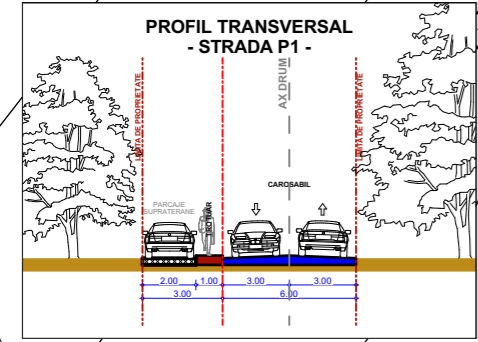 PROFIL TRANSVERSAL
- STRADA P1 -
AX DRUM
LIMITA DE PROPRIETATE
LIMITA DE PROPRIETATE
CAROSABIL
PARCAJE
SUPRATERANE
2.00 1.00 3.00 3.00
3.00 6.00